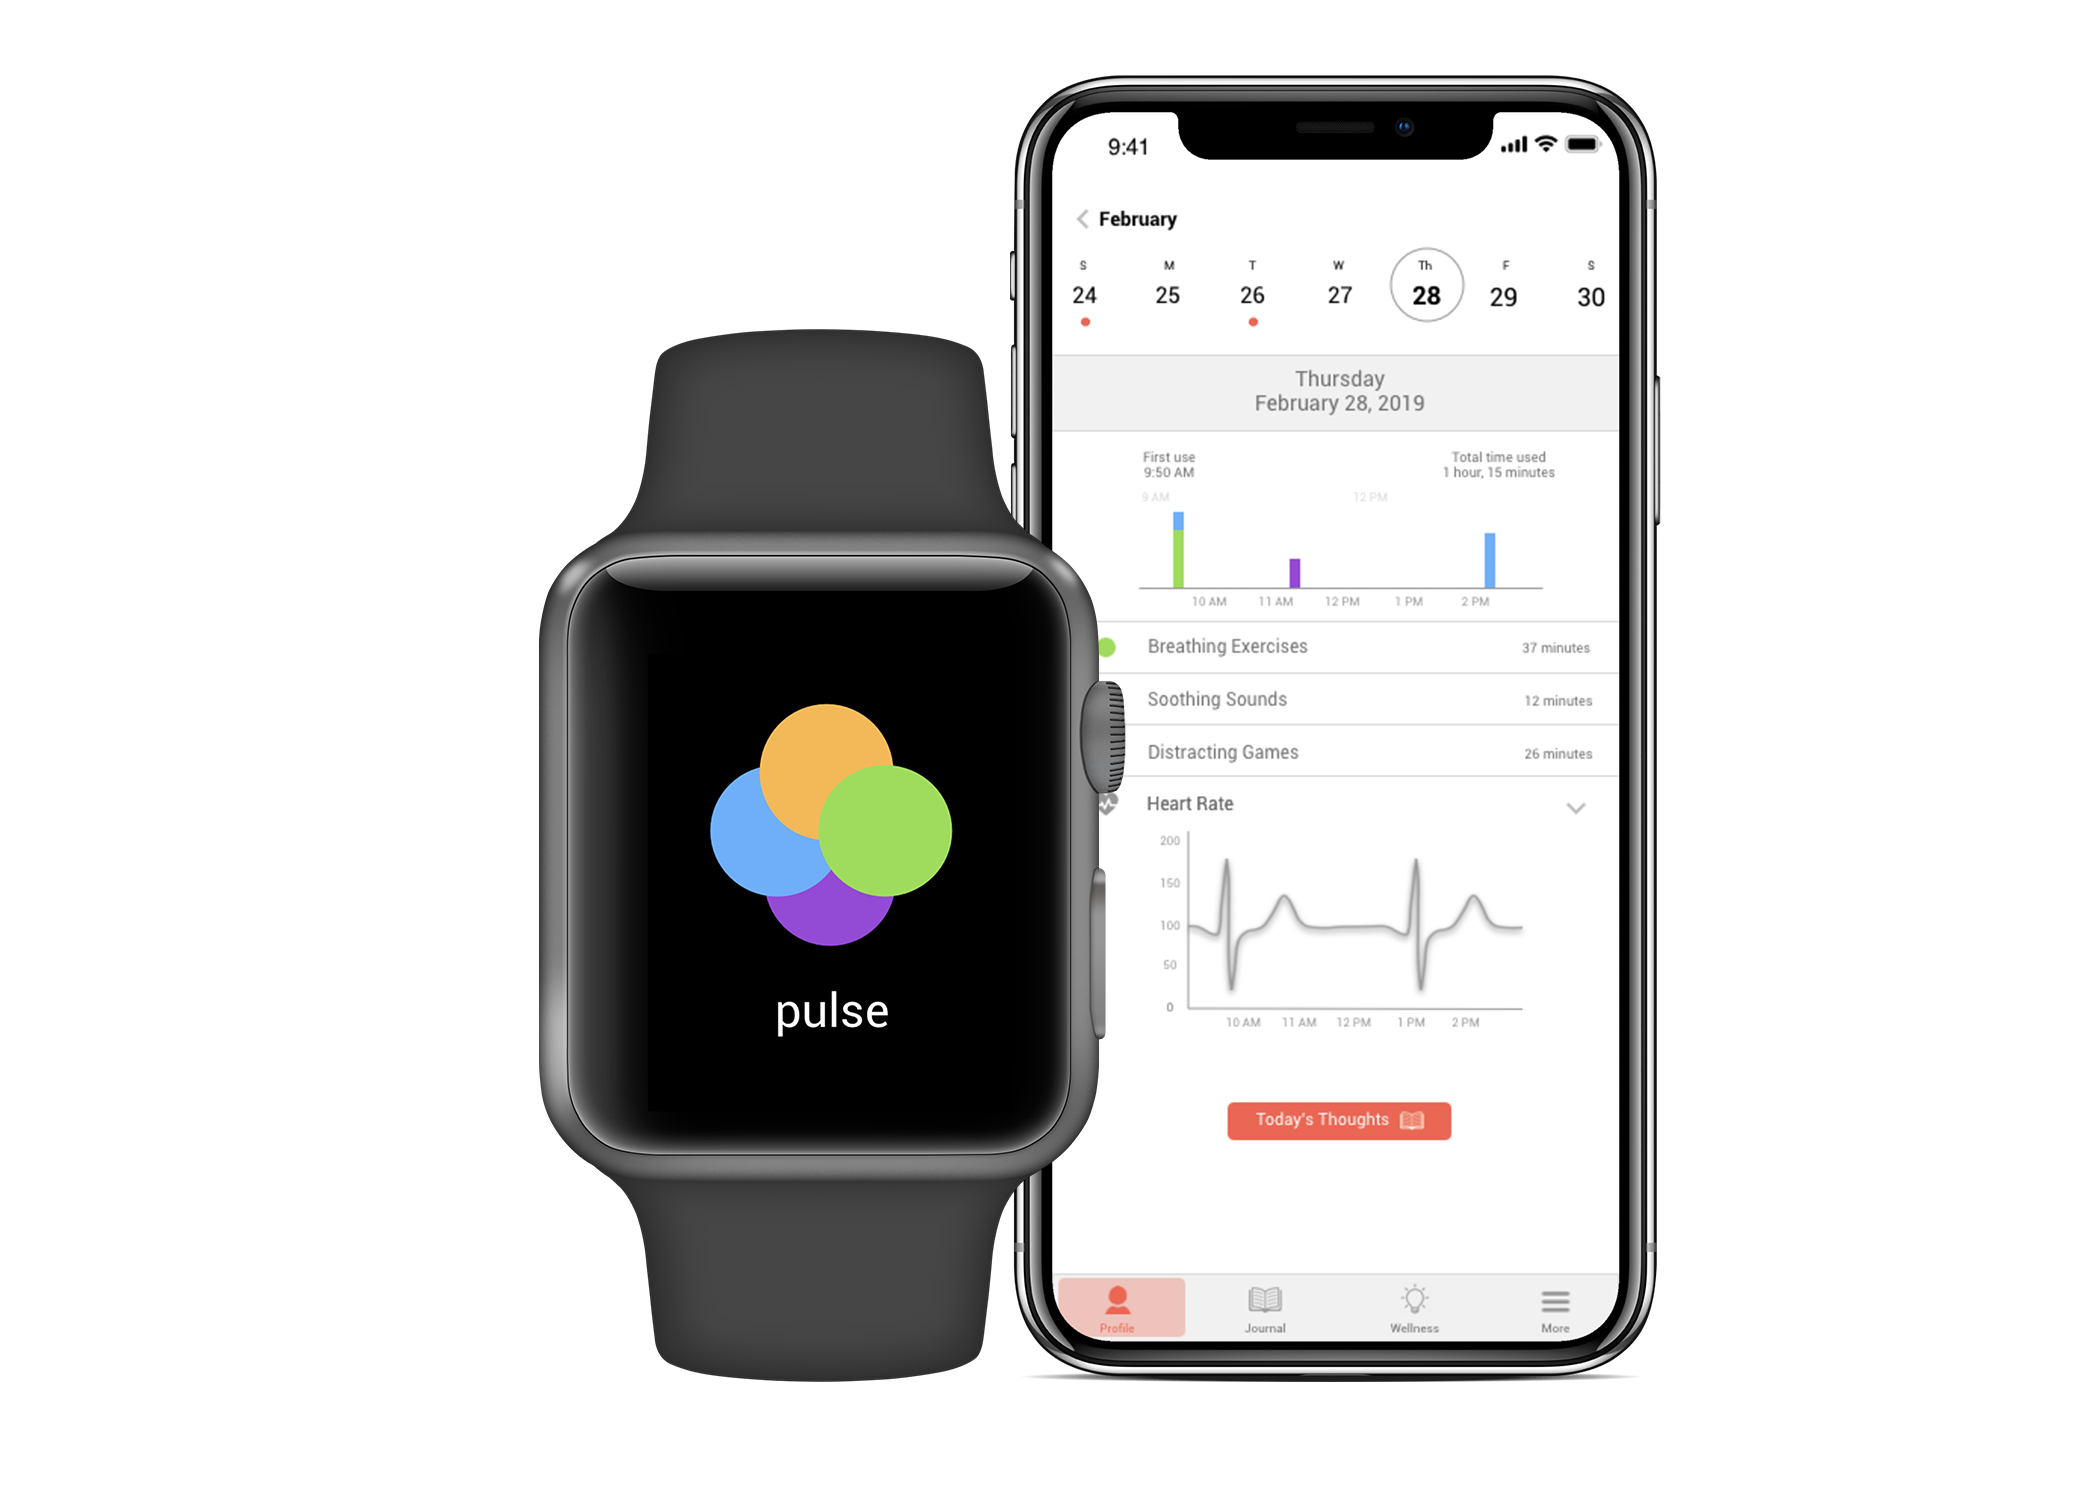 pulse
9:41
February
S M T W Th F S
24 25 26 27 28 29 30
Thursday
February 28, 2019
First use
9:50 AM
Total time used
1 hour, 15 minutes
9 AM 12 PM
10 AM 11 AM 12 PM 1 PM 2 PM
Breathing Exercises 37 minutes
Soothing Sounds 12 minutes
Distracting Games 26 minutes
Heart Rate
200
150
100
50
0
10 AM 11 AM 12 PM 1 PM 2 PM
Today's Thoughts
Profile Journal Wellness More